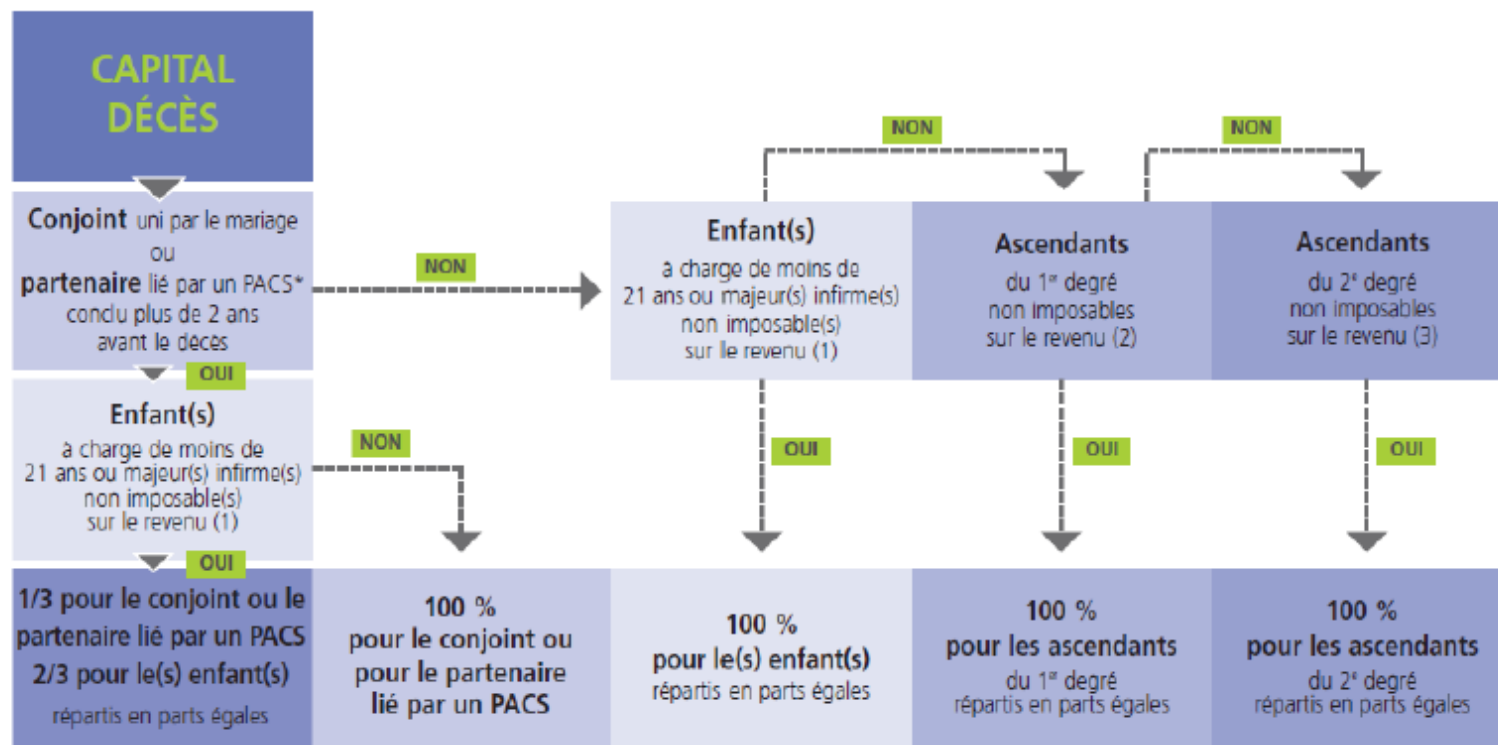 CAPITAL
DÉCÈS
Conjoint uni par le mariage
ou
partenaire lié par un PACS*
conclu plus de 2 ans
avant le décès
NON
OUI
Enfant(s)
à charge de moins de
21 ans ou majeur(s) infirme(s)
non imposable(s)
sur le revenu (1)
NON
OUI
1/3 pour le conjoint ou le
partenaire lié par un PACS
2/3 pour le(s) enfant(s)
répartis en parts égales
100 %
pour le conjoint ou
pour le partenaire
lié par un PACS
Enfant(s)
à charge de moins de
21 ans ou majeur(s) infirme(s)
non imposable(s)
sur le revenu (1)
NON
OUI
100 %
pour le(s) enfant(s)
répartis en parts égales
Ascendants
du 1er degré
non imposables
sur le revenu (2)
NON
OUI
100 %
pour les ascendants
du 1er degré
répartis en parts égales
Ascendants
du 2e degré
non imposables
sur le revenu (3)
OUI
100 %
pour les ascendants
du 2e degré
répartis en parts égales